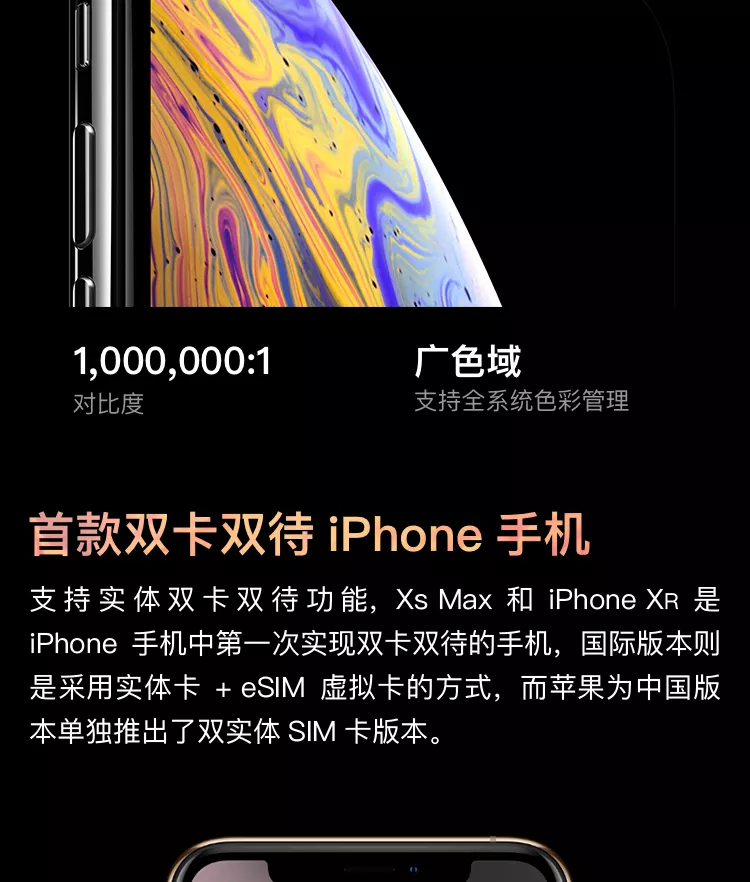 1,000,000:1
对比度
广色域
支持全系统色彩管理
首款双卡双待 iPhone 手机
支持实体双卡双待功能, Xs Max 和 iPhone XR 是
iPhone 手机中第一次实现双卡双待的手机，国际版本则
是采用实体卡 + eSIM 虚拟卡的方式，而苹果为中国版
本单独推出了双实体 SIM 卡版本。